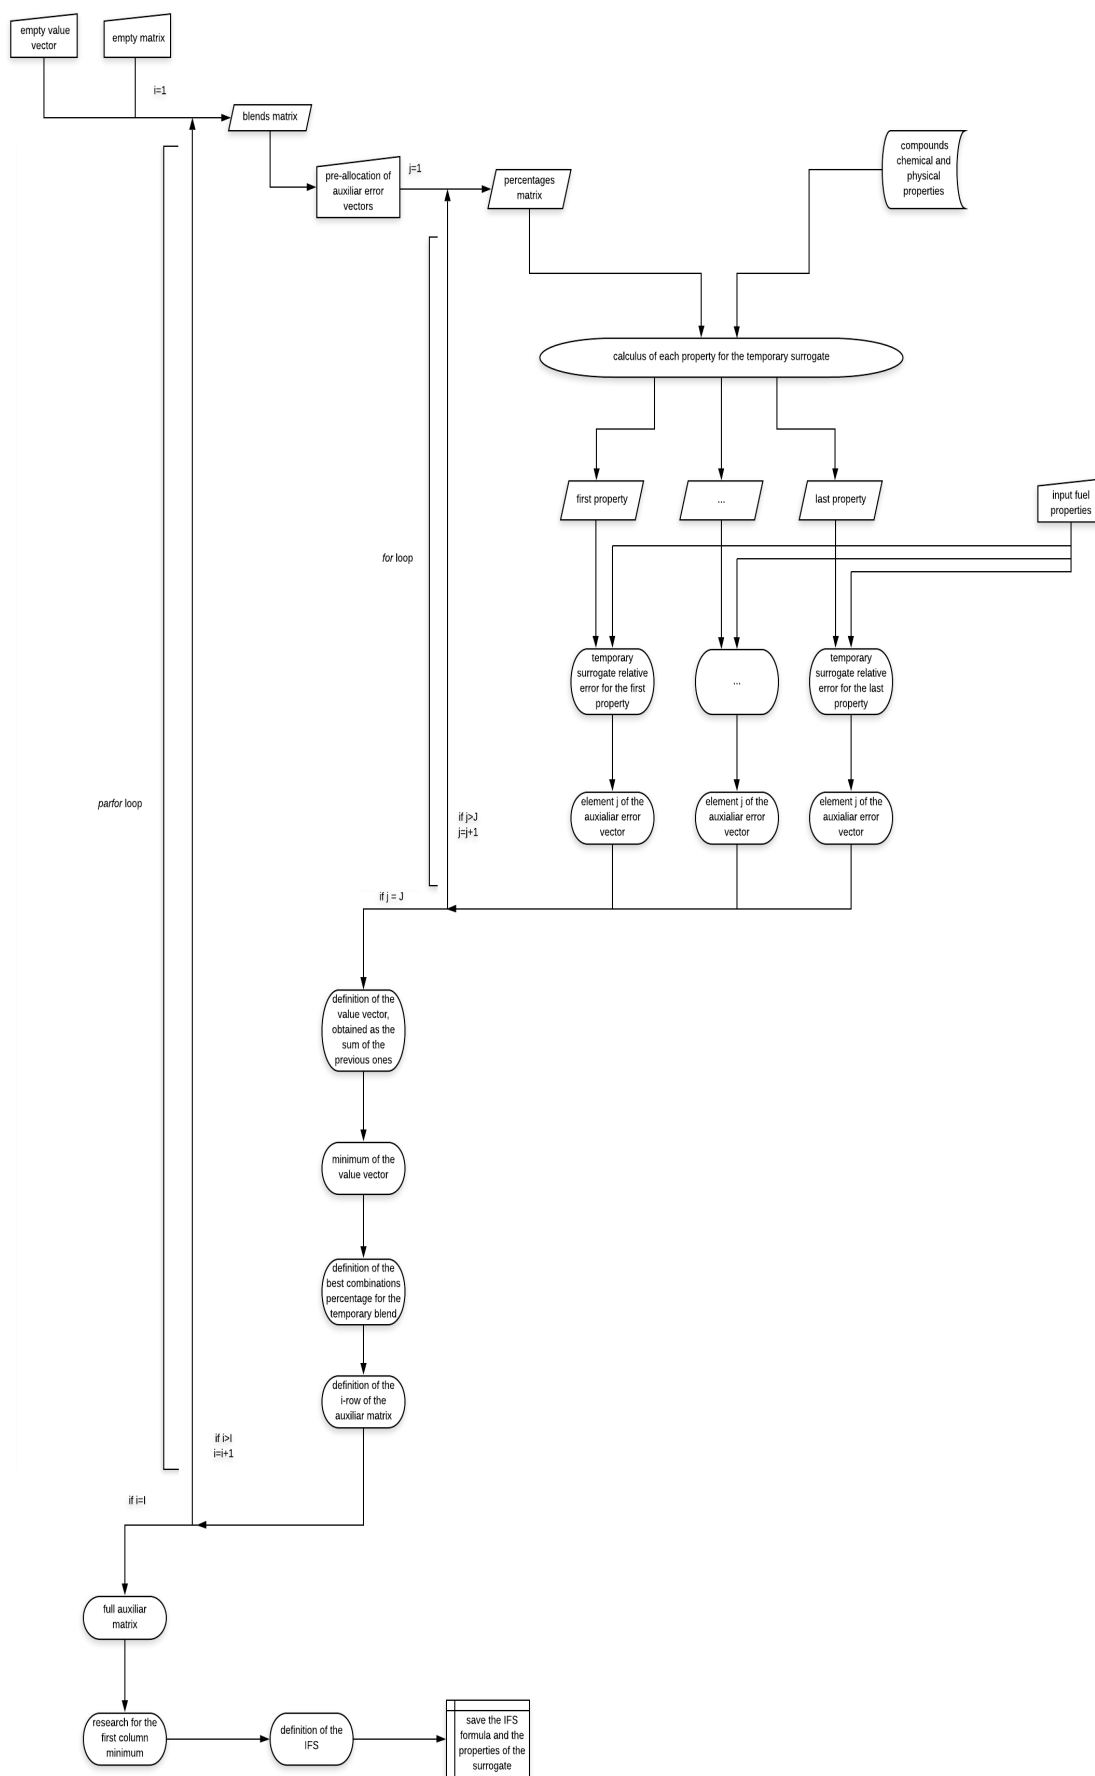 empty value
vector
empty matrix
i=1
blends matrix
pre-allocation of
auxiliar error
vectors
j=1
percentages
matrix
compounds
chemical and
physical
properties
calculus of each property for the temporary surrogate
first property
...
last property
input fuel
properties
for loop
temporary
surrogate relative
error for the first
property
...
temporary
surrogate relative
error for the last
property
parfor loop
if j>J
j=j+1
element j of the
auxialiar error
vector
element j of the
auxialiar error
vector
element j of the
auxialiar error
vector
if j = J
definition of the
value vector,
obtained as the
sum of the
previous ones
minimum of the
value vector
definition of the
best combinations
percentage for the
temporary blend
definition of the
i-row of the
auxiliar matrix
if i>I
i=i+1
if i=I
full auxiliar
matrix
research for the
first column
minimum
definition of the
IFS
save the IFS
formula and the
properties of the
surrogate